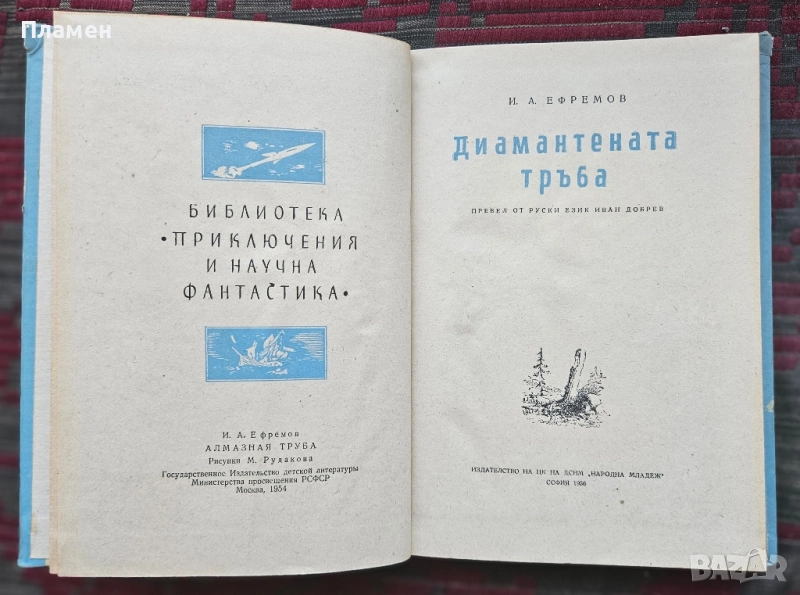 Пламен
БИБЛИОТЕКА
• ПРИКЛЮЧЕНИЯ
И НАУЧНА
ФАНТАСТИКА •
И. А. Ефремов
АЛМАЗНАЯ ТРУБА
Рисунки М. Рудакова
Государственное Издательство детской литературы
Министерства просвещения РСФСР
Москва, 1954
И. А. ЕФРЕМОВ
Диамантената
тръба
ПРЕВЕЛ ОТ РУСКИ ЕЗИК ИВАН ДОБРЕВ
ИЗДАТЕЛСТВО НА ЦК НА ДСНМ „НАРОДНА МЛАДЕЖ"
СОФИЯ 1956
BAZAR